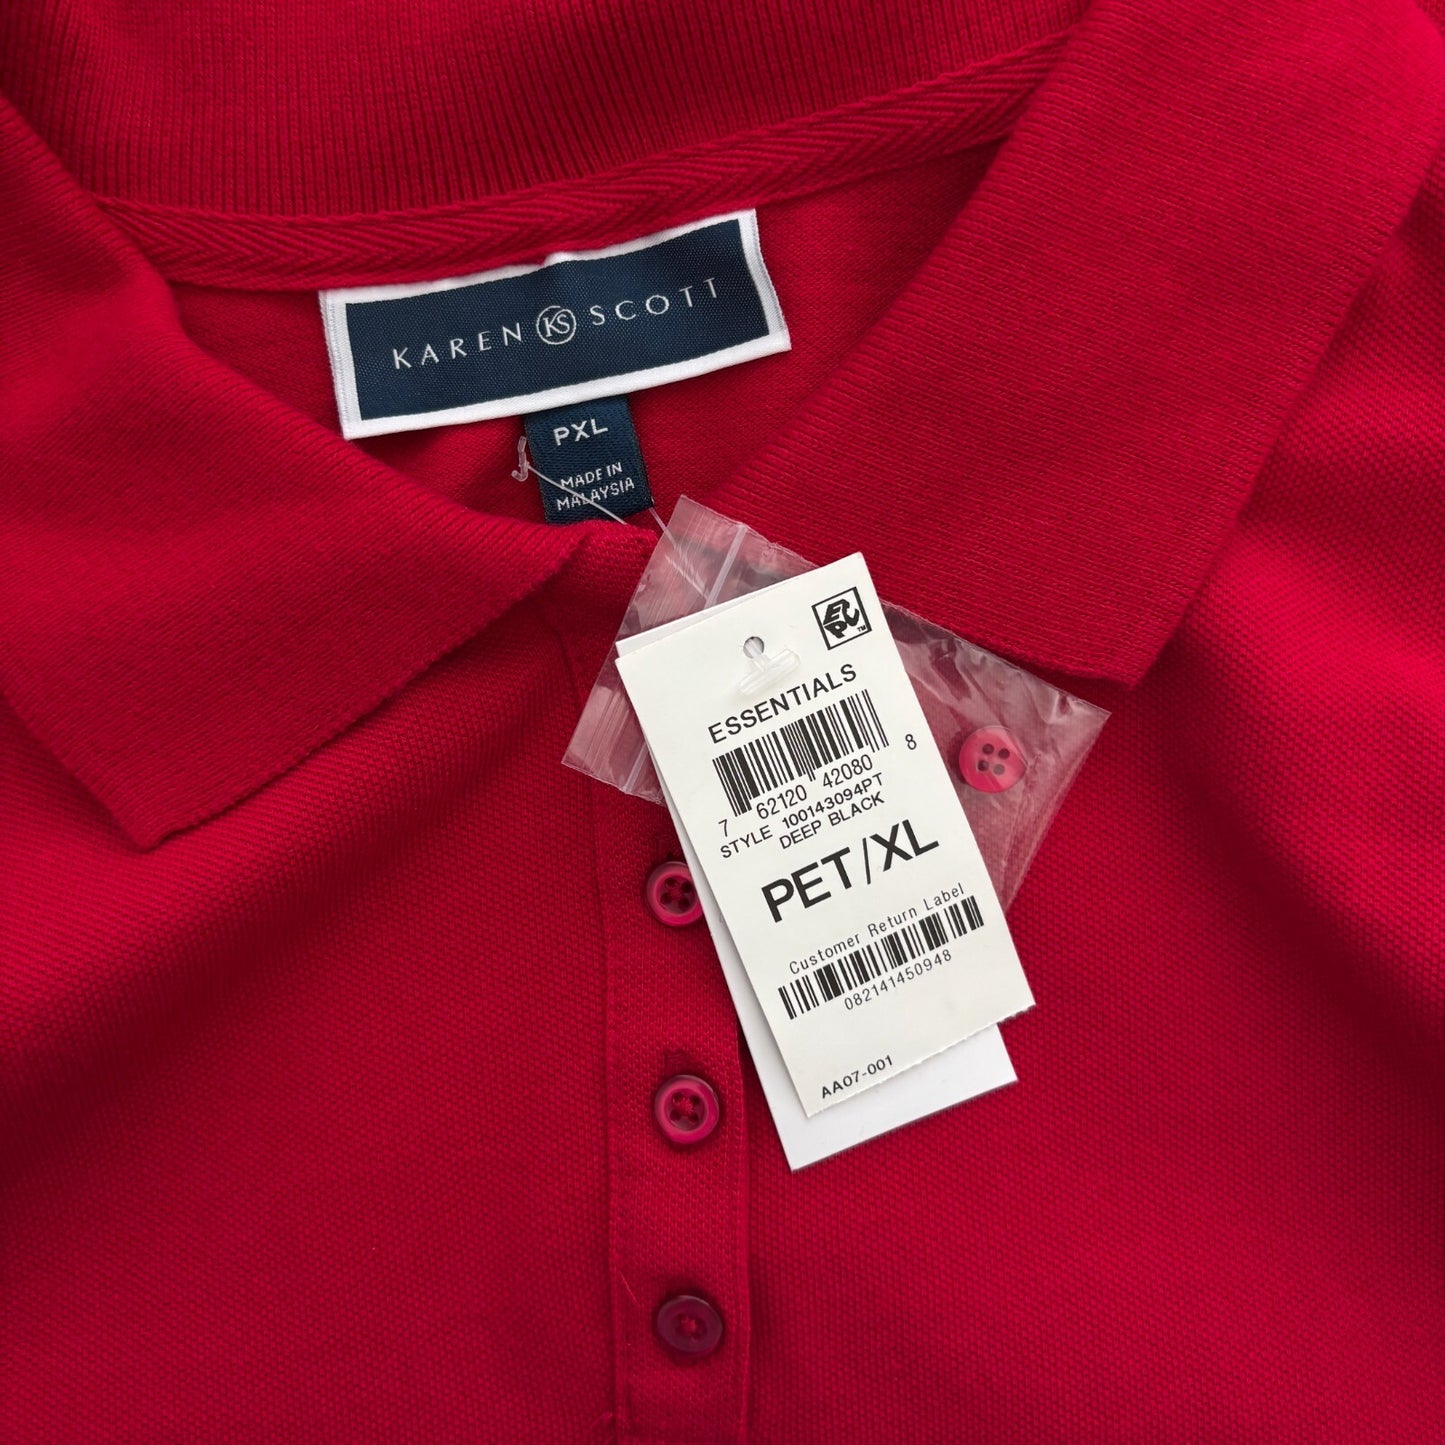 KAREN KS SCOTT
PXL
MADE IN
MALAYSIA
EPC™
ESSENTIALS
7 62120 42080 8
STYLE 100143094PT
DEEP BLACK
PET/XL
Customer Return Label
082141450948
AA07-001